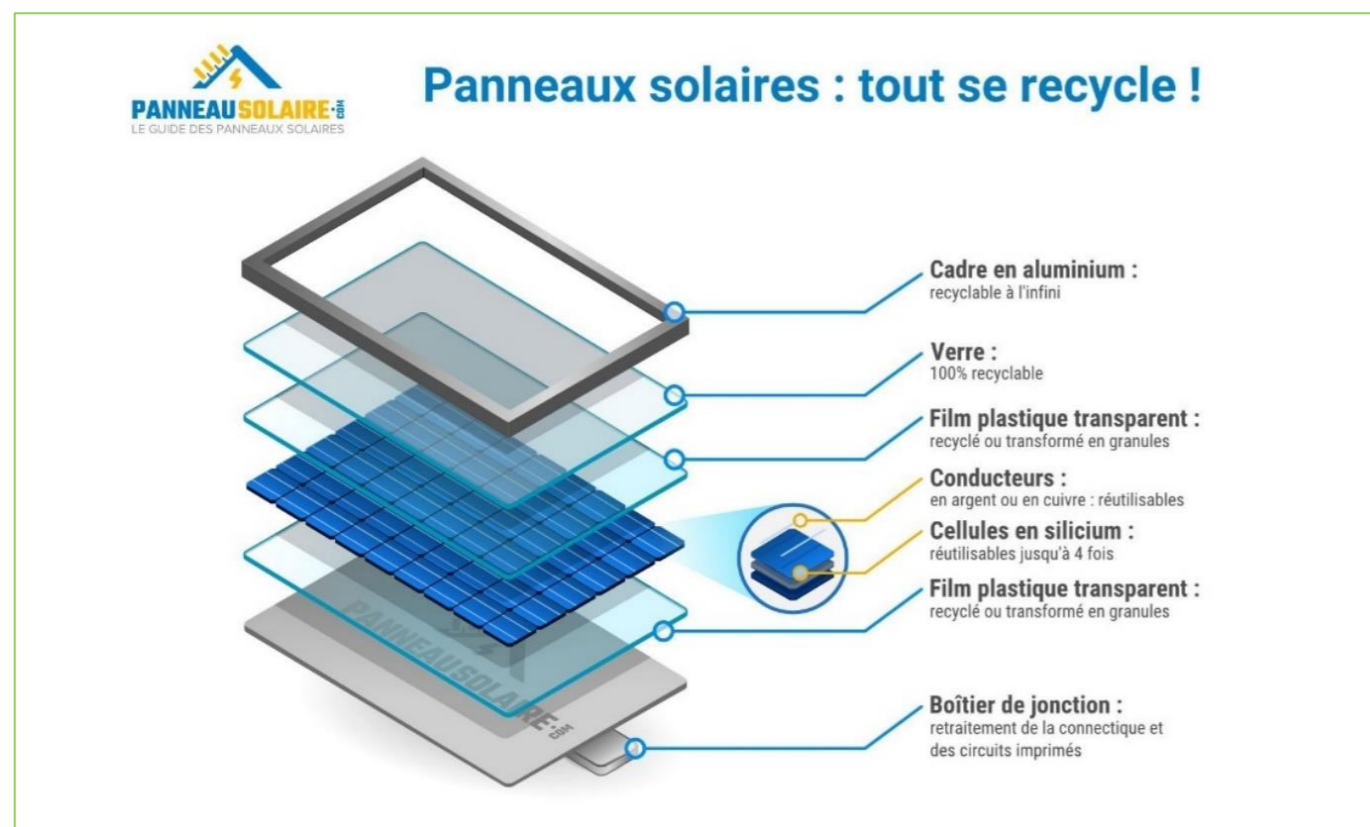 PANNEAUSOLAIRE.COM
LE GUIDE DES PANNEAUX SOLAIRES
Panneaux solaires : tout se recycle !
Cadre en aluminium :
recyclable à l'infini
Verre :
100% recyclable
Film plastique transparent :
recyclé ou transformé en granules
Conducteurs :
en argent ou en cuivre : réutilisables
Cellules en silicium :
réutilisables jusqu'à 4 fois
Film plastique transparent :
recyclé ou transformé en granules
Boîtier de jonction :
retraitement de la connectique et
des circuits imprimés
PANNEAUSOLAIRE.COM